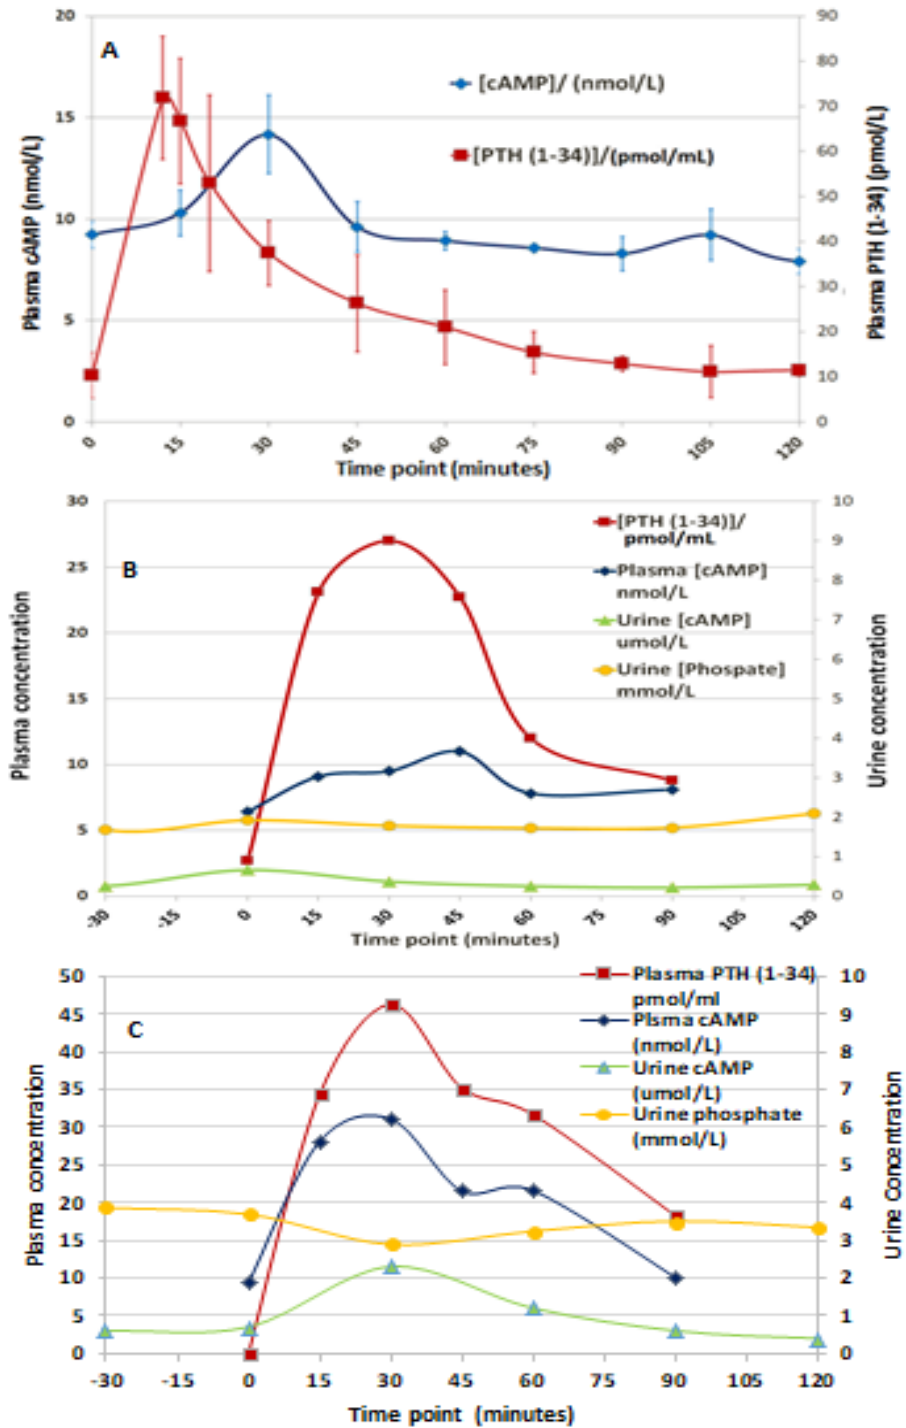 A
20
15
10
5
0
Plasma cAMP (nmol/L)
[cAMP]/ (nmol/L)
[PTH (1-34)]/(pmol/mL)
90
80
70
60
50
40
30
20
10
0
Plasma PTH (1-34) (pmol/L)
0 15 30 45 60 75 90 105 120
Time point (minutes)
B
30
25
20
15
10
5
0
Plasma concentration
[PTH (1-34)]/
pmol/mL
Plasma [cAMP]
nmol/L
Urine [cAMP]
umol/L
Urine [Phospate]
mmol/L
10
9
8
7
6
5
4
3
2
1
0
Urine concentration
-30 -15 0 15 30 45 60 75 90 105 120
Time point (minutes)
C
50
45
40
35
30
25
20
15
10
5
0
Plasma concentration
Plasma PTH (1-34)
pmol/ml
Plsma cAMP
(nmol/L)
Urine cAMP
(umol/L)
Urine phosphate
(mmol/L)
10
9
8
7
6
5
4
3
2
1
0
Urine Concentration
-30 -15 0 15 30 45 60 75 90 105 120
Time point (minutes)